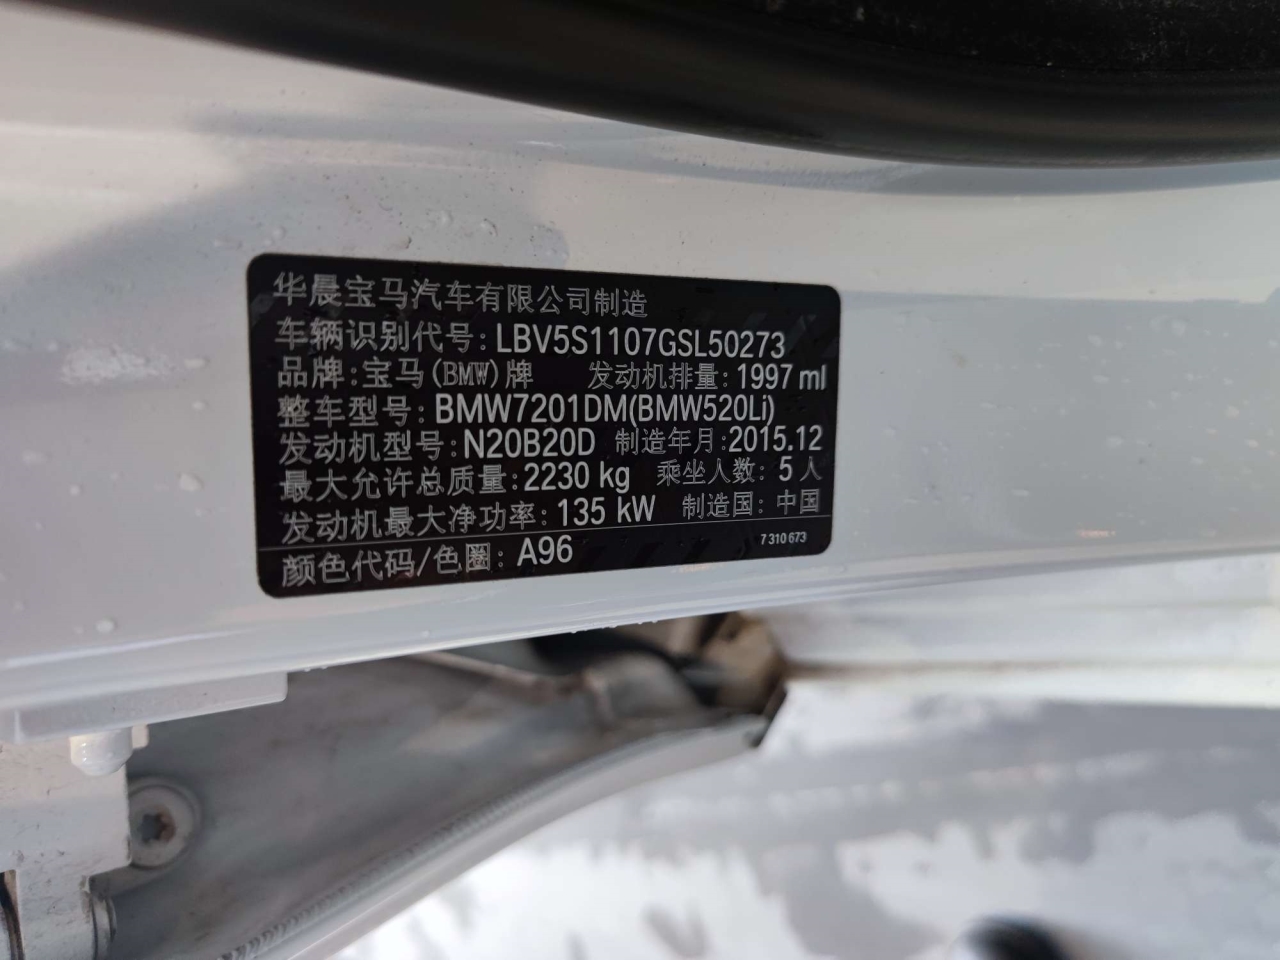 华晨宝马汽车有限公司制造
车辆识别代号: LBV5S1107GSL50273
品牌:宝马(BMW)牌 发动机排量: 1997 ml
整车型号: BMW7201DM(BMW520Li)
发动机型号: N20B20D 制造年月:2015.12
最大允许总质量: 2230 kg 乘坐人数: 5 人
发动机最大净功率: 135 kW 制造国: 中国
颜色代码/色圈: A96 7 310 673